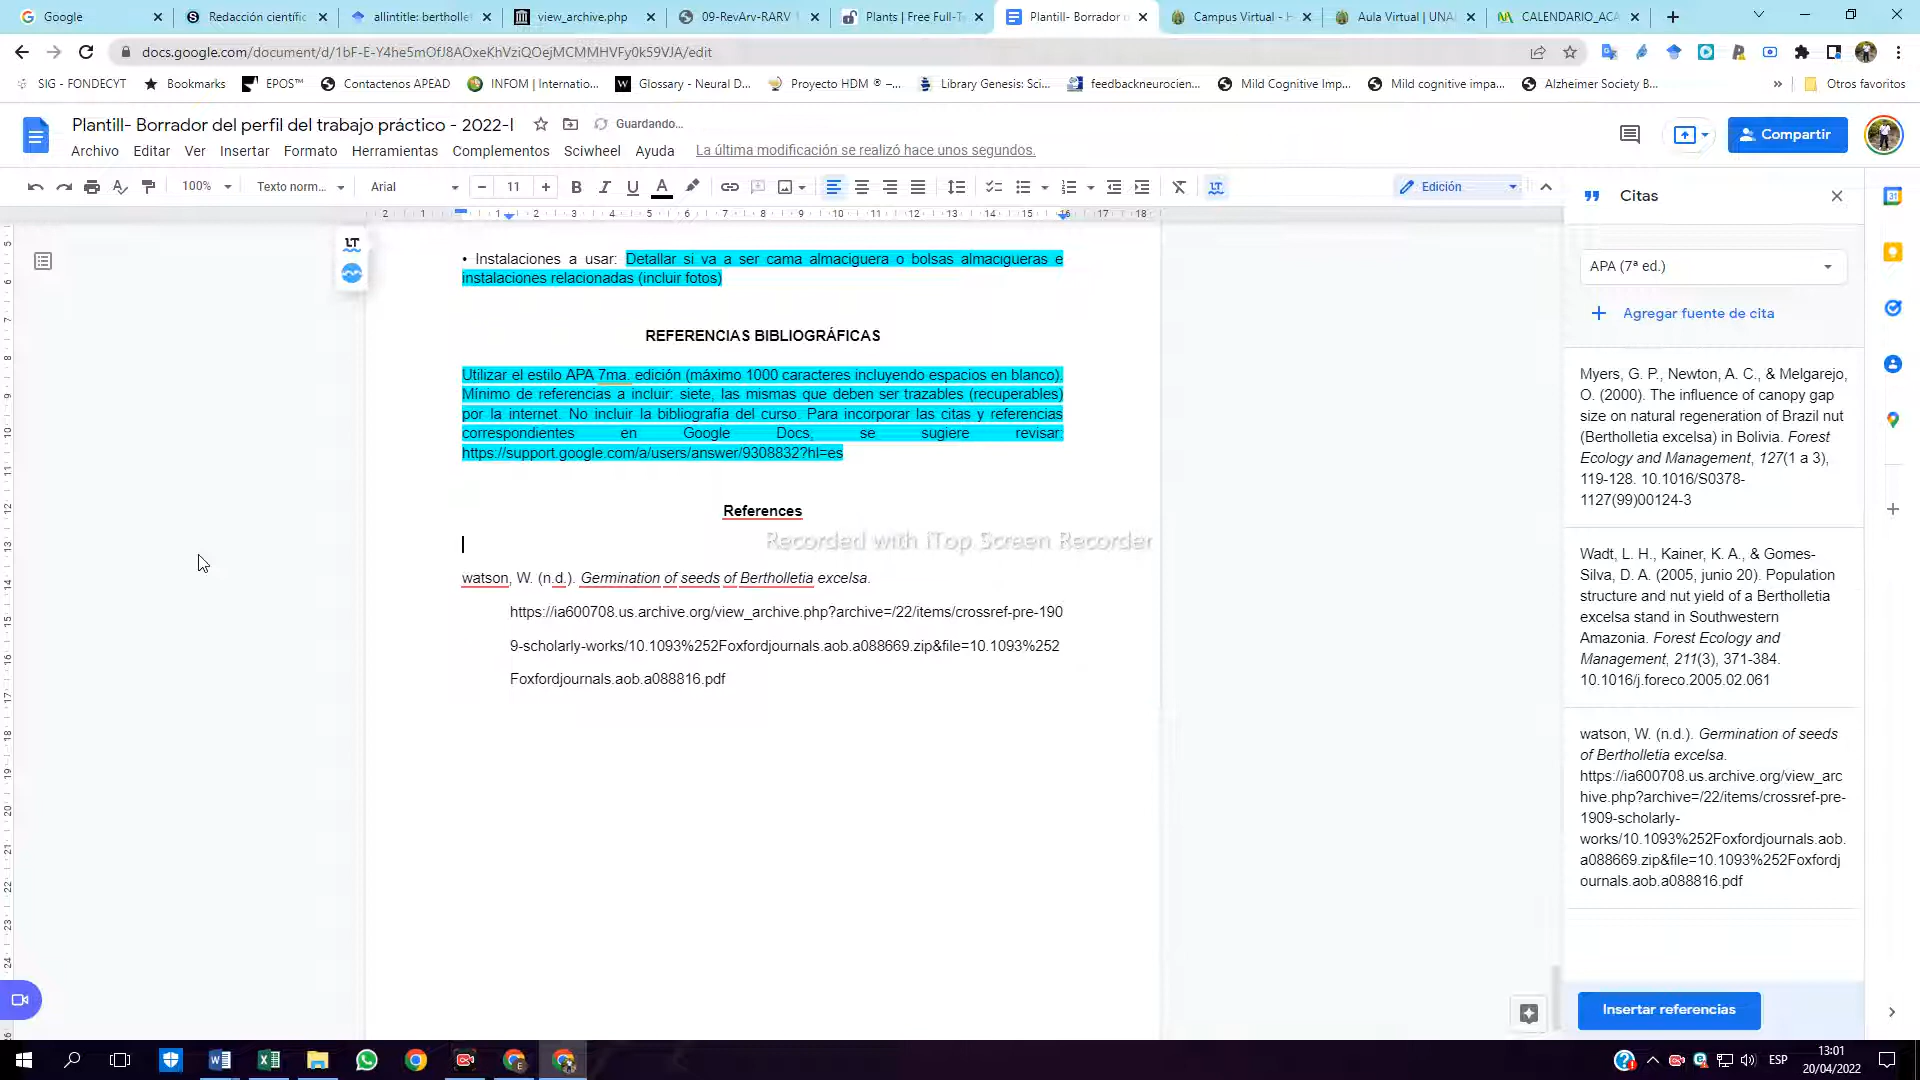 Google
Redacción científic
allintitle: bertholle
view_archive.php
09-RevArv-RARV
Plants | Free Full-Te
Plantill- Borrador
Campus Virtual - H
Aula Virtual | UNA
CALENDARIO_ACA
docs.google.com/document/d/1bF-E-Y4he5mOfJ8AOxeKhVziQOejMCMMHVFy0k59VJA/edit
SIG - FONDECYT
Bookmarks
EPOS™
Contactenos APEAD
INFOM | Internatio...
Glossary - Neural D...
Proyecto HDM ® –...
Library Genesis: Sci...
feedbackneurocien...
Mild Cognitive Imp...
Mild cognitive impa...
Alzheimer Society B...
Otros favoritos
Plantill- Borrador del perfil del trabajo práctico - 2022-I
Guardando...
Compartir
Archivo Editar Ver Insertar Formato Herramientas Complementos Sciwheel Ayuda La última modificación se realizó hace unos segundos.
100% Texto norm... Arial 11 Edición
• Instalaciones a usar: Detallar si va a ser cama almaciguera o bolsas almacigueras e
instalaciones relacionadas (incluir fotos)
REFERENCIAS BIBLIOGRÁFICAS
Utilizar el estilo APA 7ma. edición (máximo 1000 caracteres incluyendo espacios en blanco).
Mínimo de referencias a incluir: siete, las mismas que deben ser trazables (recuperables)
por la internet. No incluir la bibliografía del curso. Para incorporar las citas y referencias
correspondientes en Google Docs, se sugiere revisar:
https://support.google.com/a/users/answer/9308832?hl=es
References
Recorded with iTop Screen Recorder
watson, W. (n.d.). Germination of seeds of Bertholletia excelsa.
https://ia600708.us.archive.org/view_archive.php?archive=/22/items/crossref-pre-190
9-scholarly-works/10.1093%252Foxfordjournals.aob.a088669.zip&file=10.1093%252
Foxfordjournals.aob.a088816.pdf
Citas
APA (7ª ed.)
Agregar fuente de cita
Myers, G. P., Newton, A. C., & Melgarejo,
O. (2000). The influence of canopy gap
size on natural regeneration of Brazil nut
(Bertholletia excelsa) in Bolivia. Forest
Ecology and Management, 127(1 a 3),
119-128. 10.1016/S0378-
1127(99)00124-3
Wadt, L. H., Kainer, K. A., & Gomes-
Silva, D. A. (2005, junio 20). Population
structure and nut yield of a Bertholletia
excelsa stand in Southwestern
Amazonia. Forest Ecology and
Management, 211(3), 371-384.
10.1016/j.foreco.2005.02.061
watson, W. (n.d.). Germination of seeds
of Bertholletia excelsa.
https://ia600708.us.archive.org/view_arc
hive.php?archive=/22/items/crossref-pre-
1909-scholarly-
works/10.1093%252Foxfordjournals.aob.
a088669.zip&file=10.1093%252Foxfordj
ournals.aob.a088816.pdf
Insertar referencias
ESP
13:01
20/04/2022